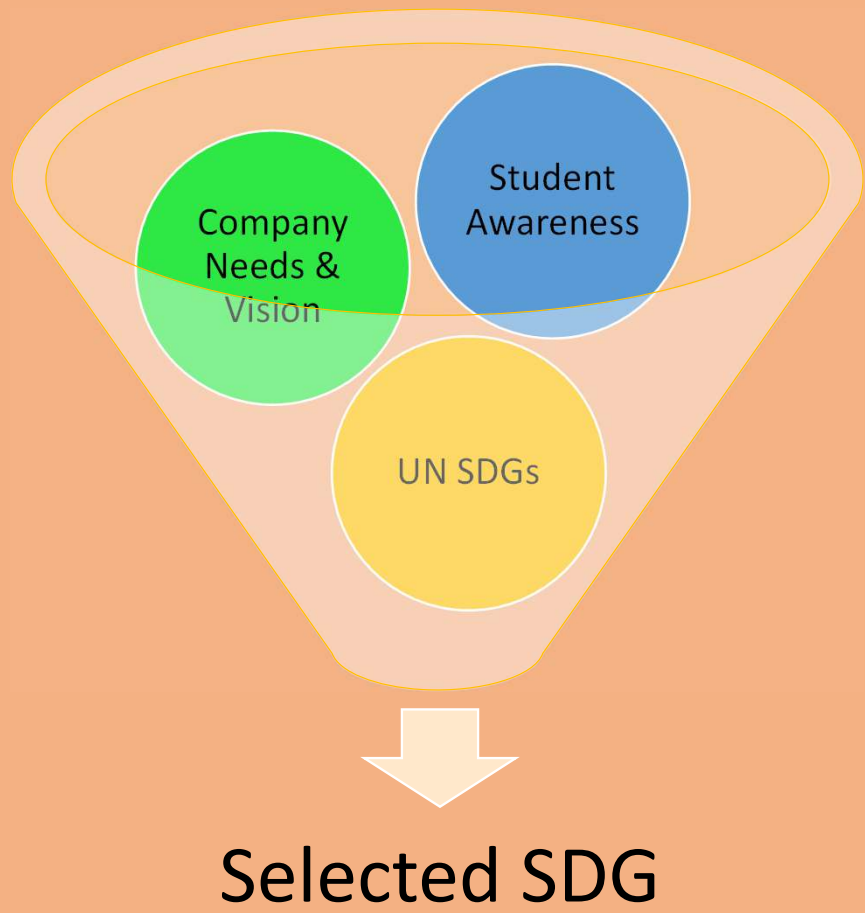 Student
Awareness
Company
Needs &
Vision
UN SDGs
Selected SDG